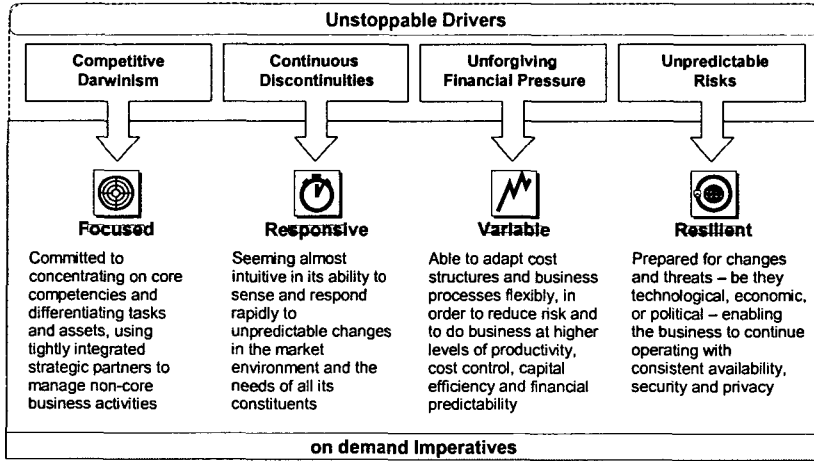 Unstoppable Drivers
Competitive
Darwinism
Continuous
Discontinuities
Unforgiving
Financial Pressure
Unpredictable
Risks
Focused
Committed to
concentrating on core
competencies and
differentiating tasks
and assets, using
tightly integrated
strategic partners to
manage non-core
business activities
Responsive
Seeming almost
intuitive in its ability to
sense and respond
rapidly to
unpredictable changes
in the market
environment and the
needs of all its
constituents
Variable
Able to adapt cost
structures and business
processes flexibly, in
order to reduce risk and
to do business at higher
levels of productivity,
cost control, capital
efficiency and financial
predictability
Resilient
Prepared for changes
and threats – be they
technological, economic,
or political – enabling
the business to continue
operating with
consistent availability,
security and privacy
on demand Imperatives